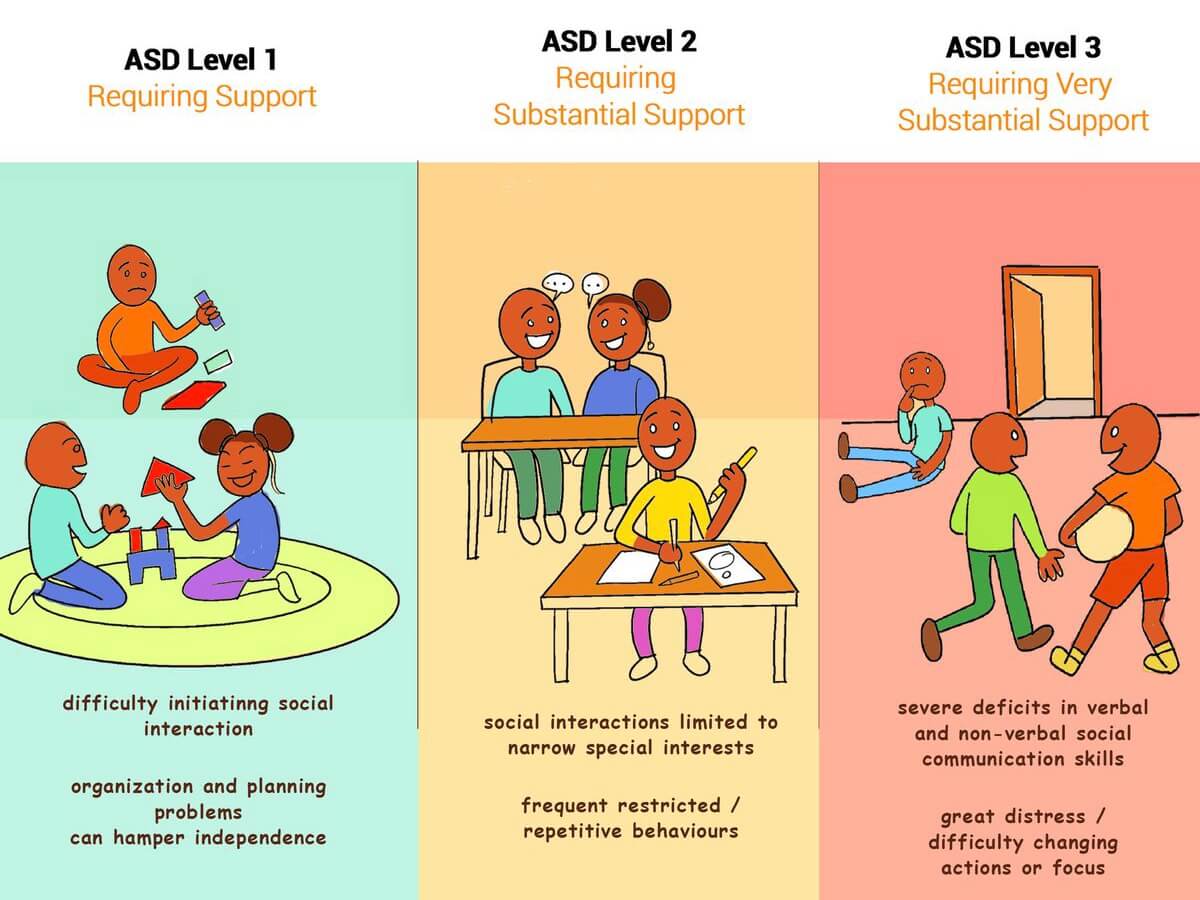 ASD Level 1
Requiring Support
difficulty initiatinng social
interaction
organization and planning
problems
can hamper independence
ASD Level 2
Requiring
Substantial Support
social interactions limited to
narrow special interests
frequent restricted /
repetitive behaviours
ASD Level 3
Requiring Very
Substantial Support
severe deficits in verbal
and non-verbal social
communication skills
great distress /
difficulty changing
actions or focus